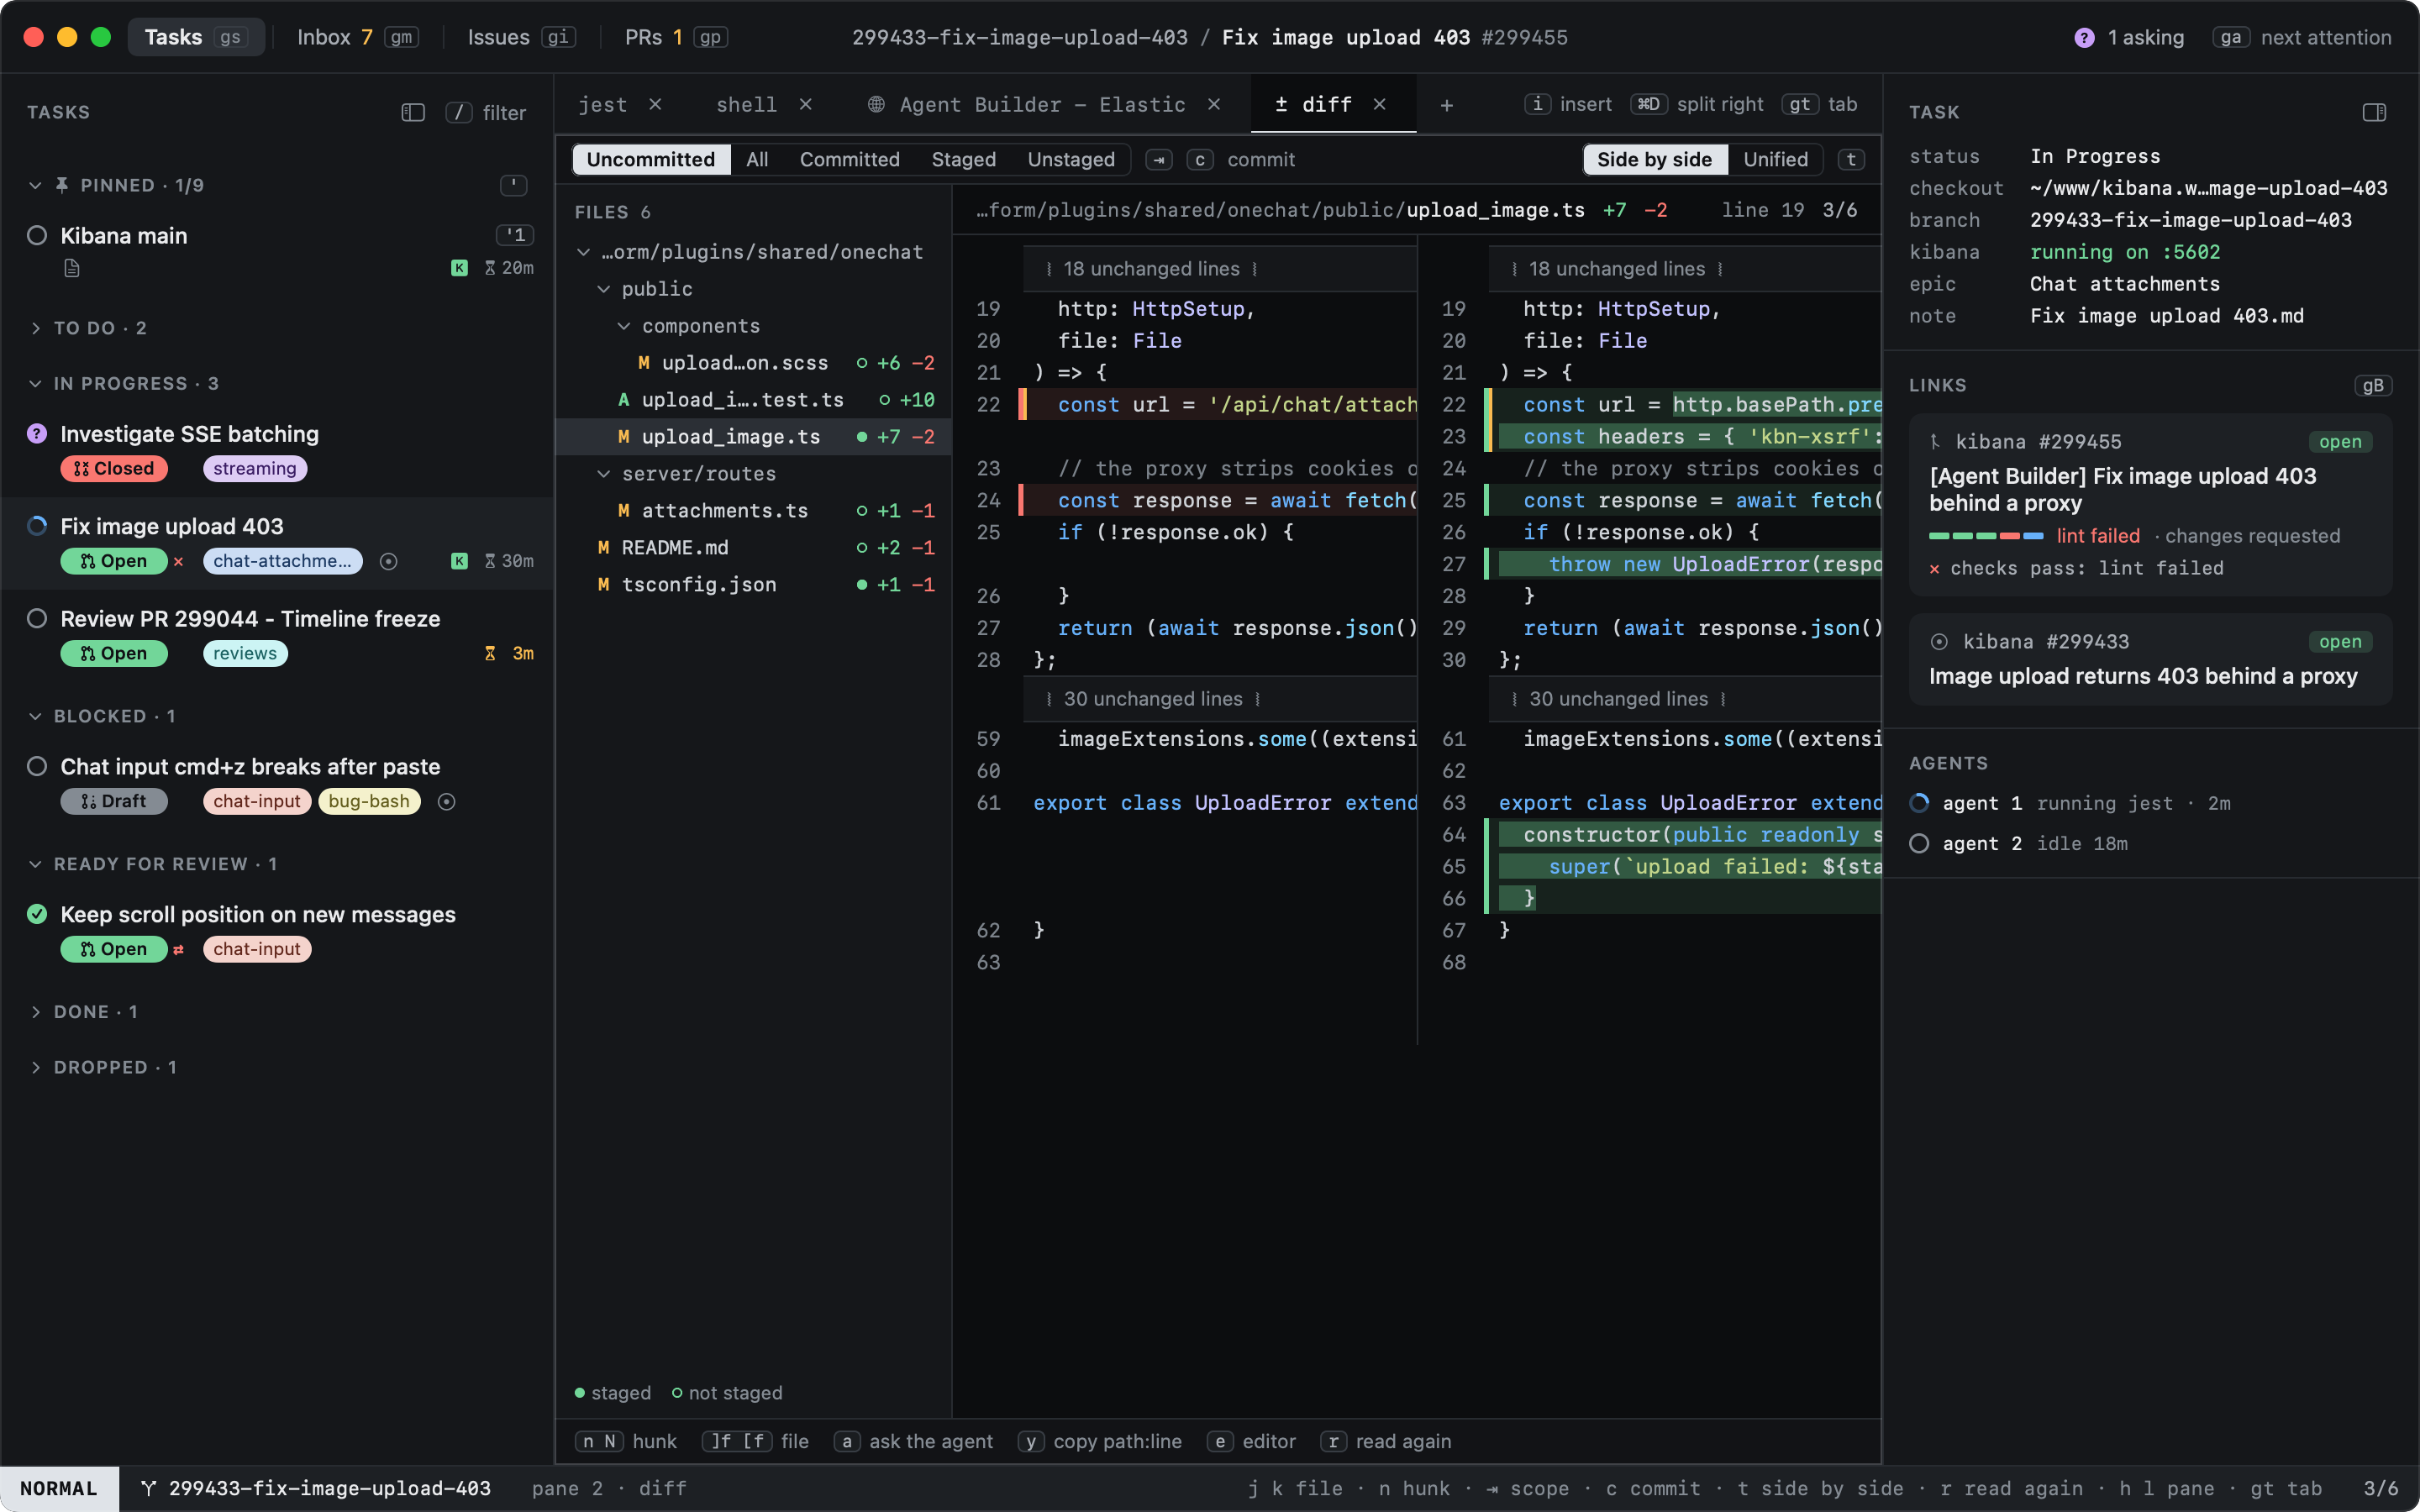 Tasks gs Inbox 7 gm Issues gi PRs 1 gp 299433-fix-image-upload-403 / Fix image upload 403 #299455 ? 1 asking ga next attention
TASKS / filter
PINNED · 1/9 '
Kibana main '1
K 20m
TO DO · 2
IN PROGRESS · 3
? Investigate SSE batching
Closed streaming
Fix image upload 403
Open × chat-attachme... K 30m
Review PR 299044 - Timeline freeze
Open reviews 3m
BLOCKED · 1
Chat input cmd+z breaks after paste
Draft chat-input bug-bash
READY FOR REVIEW · 1
Keep scroll position on new messages
Open chat-input
DONE · 1
DROPPED · 1
jest × shell × Agent Builder – Elastic × ± diff × + i insert ⌘D split right gt tab
Uncommitted All Committed Staged Unstaged ⇥ c commit Side by side Unified t
FILES 6
…orm/plugins/shared/onechat
public
components
M upload…on.scss +6 −2
A upload_i….test.ts +10
M upload_image.ts +7 −2
server/routes
M attachments.ts +1 −1
M README.md +2 −1
M tsconfig.json +1 −1
staged not staged
…form/plugins/shared/onechat/public/upload_image.ts +7 −2 line 19 3/6
18 unchanged lines
19 http: HttpSetup,
20 file: File
21 ) => {
22 const url = '/api/chat/attach
23 // the proxy strips cookies o
24 const response = await fetch(
25 if (!response.ok) {
26 }
27 return (await response.json()
28 };
30 unchanged lines
59 imageExtensions.some((extensi
60
61 export class UploadError extend
62 }
63
18 unchanged lines
19 http: HttpSetup,
20 file: File
21 ) => {
22 const url = http.basePath.pre
23 const headers = { 'kbn-xsrf':
24 // the proxy strips cookies o
25 const response = await fetch(
26 if (!response.ok) {
27 throw new UploadError(respo
28 }
29 return (await response.json()
30 };
30 unchanged lines
61 imageExtensions.some((extensi
62
63 export class UploadError extend
64 constructor(public readonly s
65 super(`upload failed: ${sta
66 }
67 }
68
n N hunk ]f [f file a ask the agent y copy path:line e editor r read again
TASK
status In Progress
checkout ~/www/kibana.w…mage-upload-403
branch 299433-fix-image-upload-403
kibana running on :5602
epic Chat attachments
note Fix image upload 403.md
LINKS gB
kibana #299455 open
[Agent Builder] Fix image upload 403
behind a proxy
lint failed · changes requested
× checks pass: lint failed
kibana #299433 open
Image upload returns 403 behind a proxy
AGENTS
agent 1 running jest · 2m
agent 2 idle 18m
NORMAL 299433-fix-image-upload-403 pane 2 · diff j k file · n hunk · ⇥ scope · c commit · t side by side · r read again · h l pane · gt tab 3/6